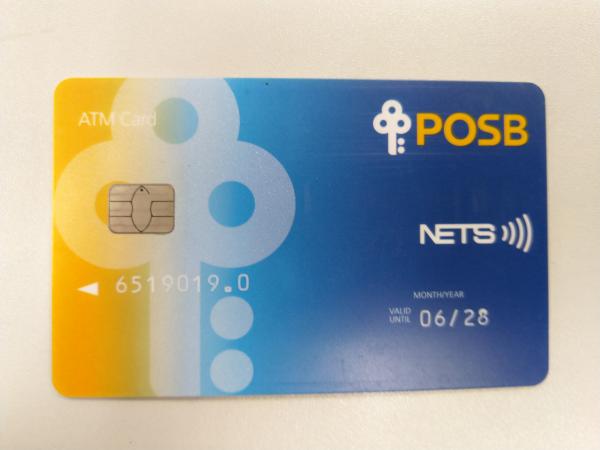 ATM Card
POSB
NETS
6519019.0
MONTH/YEAR
VALID
UNTIL
06/28